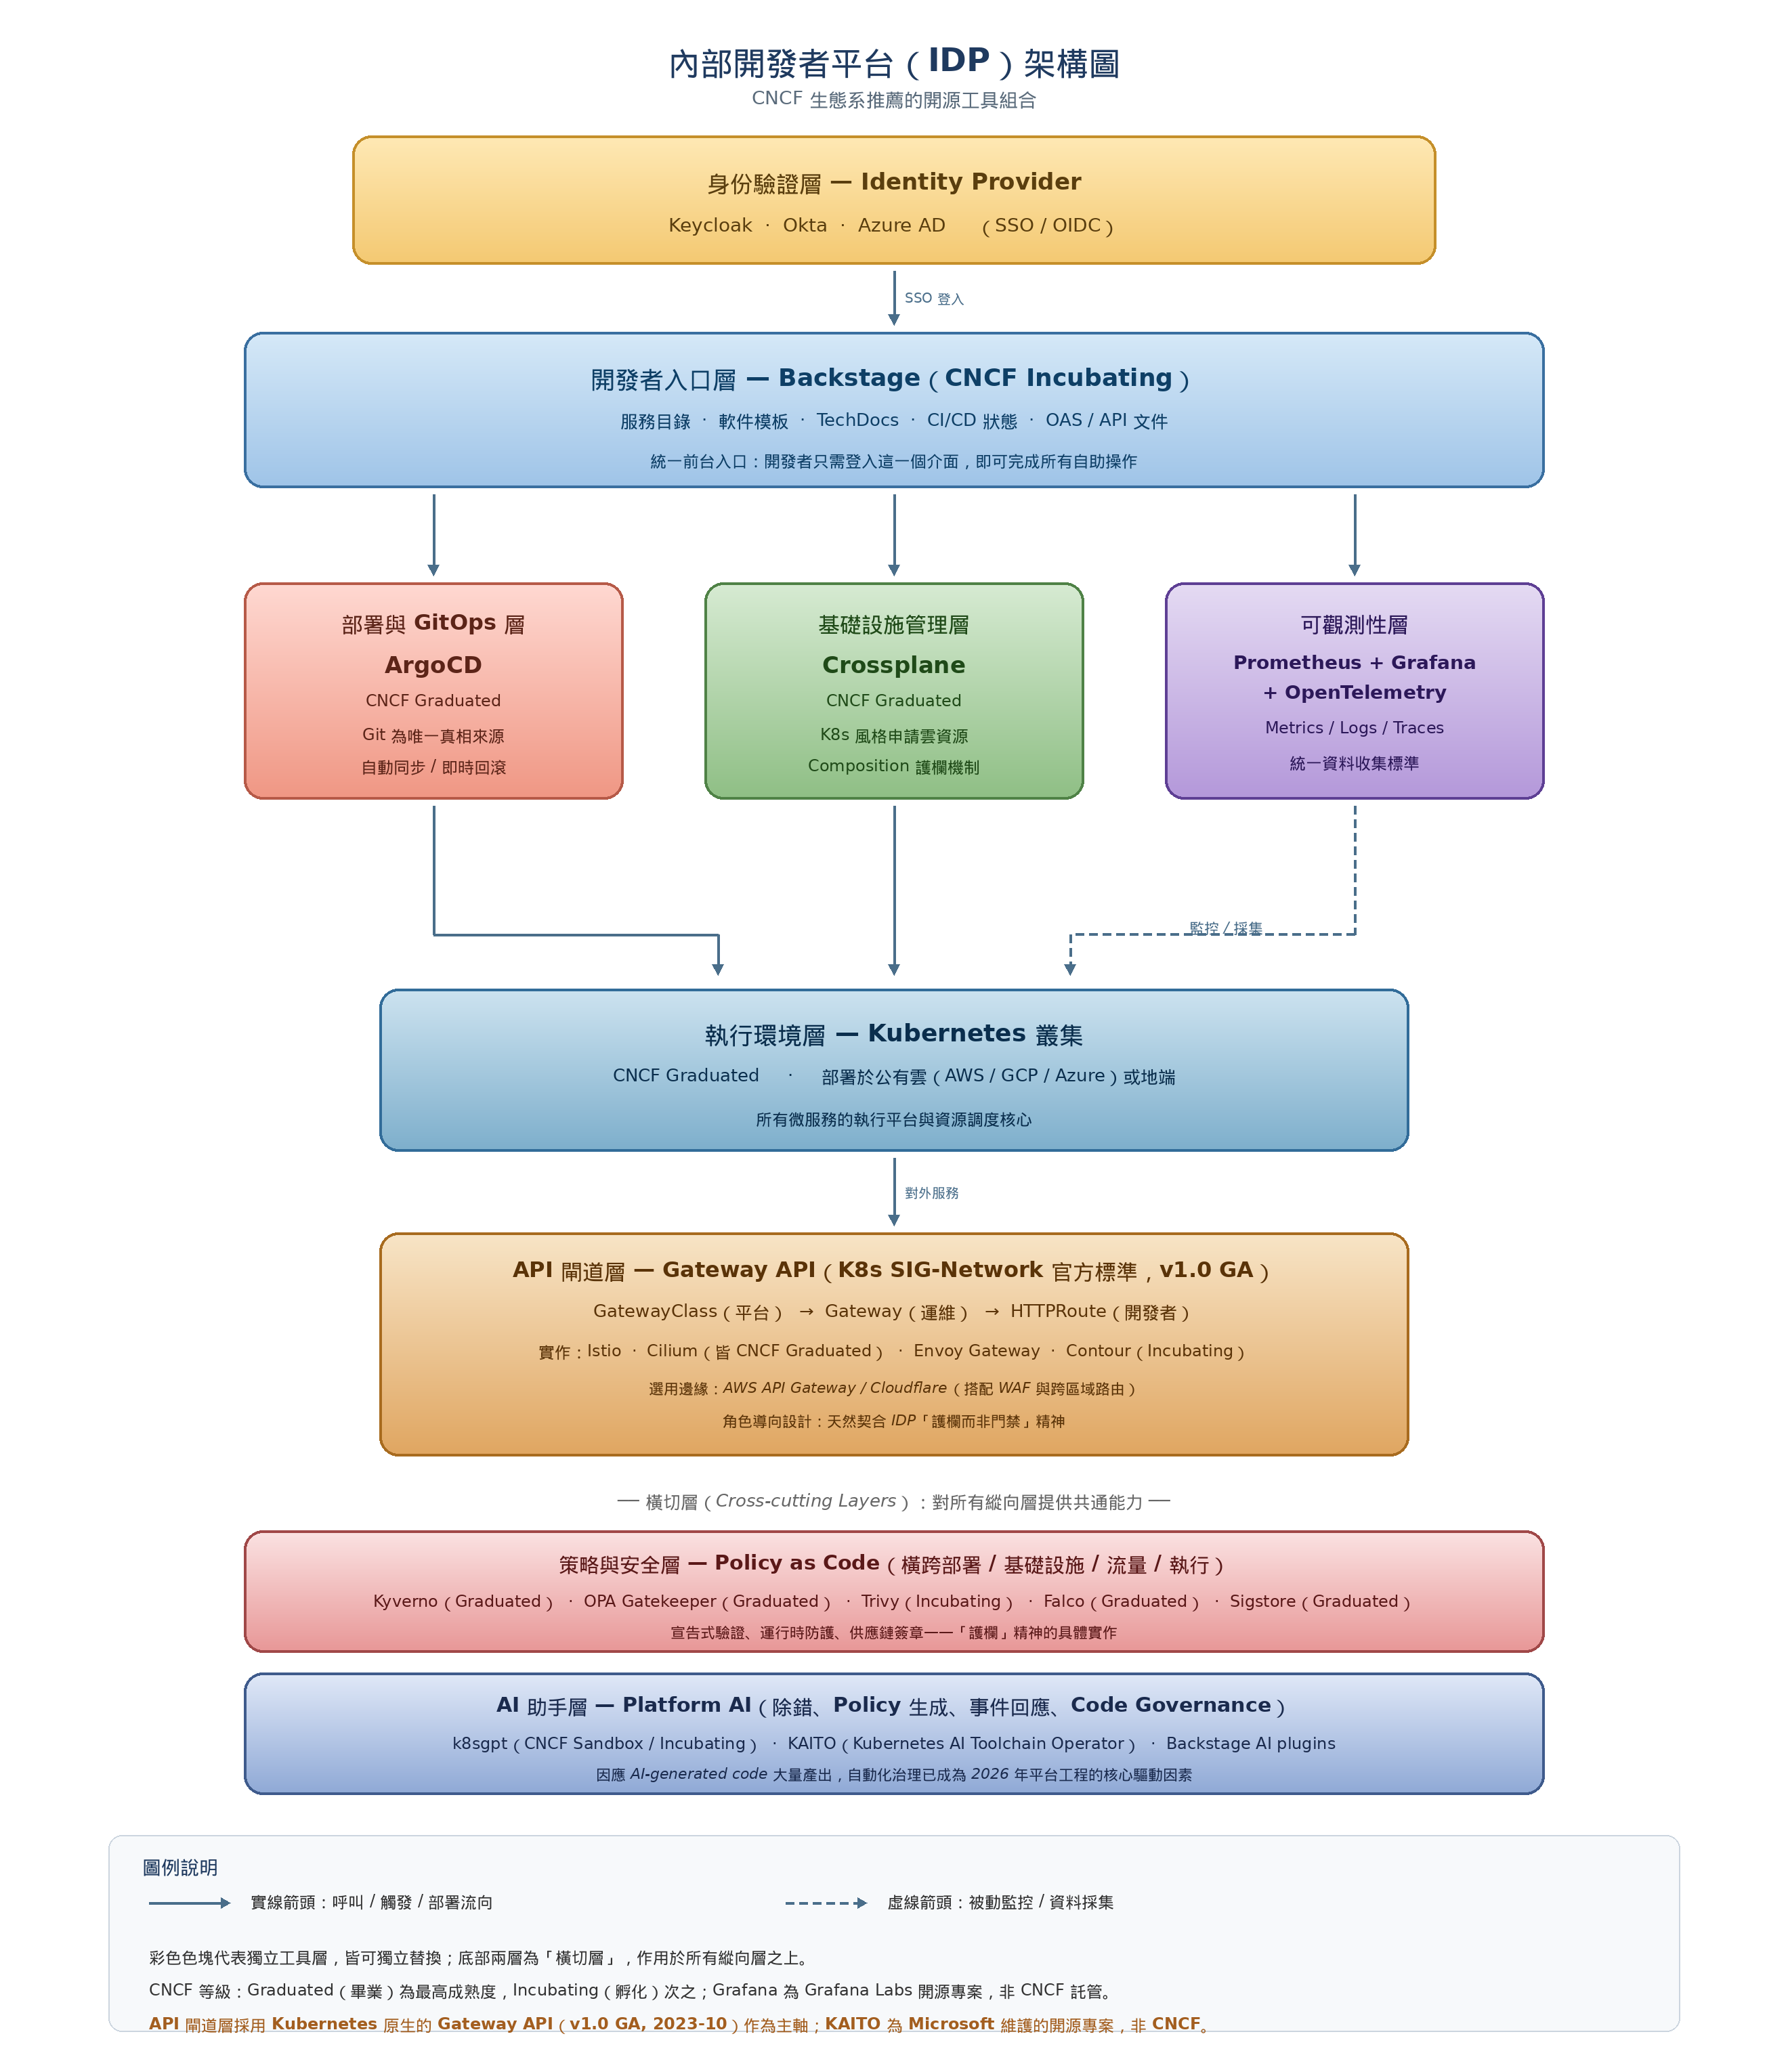 內部開發者平台（IDP）架構圖
CNCF 生態系推薦的開源工具組合
身份驗證層 — Identity Provider
Keycloak · Okta · Azure AD （SSO / OIDC）
SSO 登入
開發者入口層 — Backstage（CNCF Incubating）
服務目錄 · 軟件模板 · TechDocs · CI/CD 狀態 · OAS / API 文件
統一前台入口：開發者只需登入這一個介面，即可完成所有自助操作
部署與 GitOps 層
ArgoCD
CNCF Graduated
Git 為唯一真相來源
自動同步 / 即時回滾
基礎設施管理層
Crossplane
CNCF Graduated
K8s 風格申請雲資源
Composition 護欄機制
可觀測性層
Prometheus + Grafana
+ OpenTelemetry
Metrics / Logs / Traces
統一資料收集標準
監控 / 採集
執行環境層 — Kubernetes 叢集
CNCF Graduated · 部署於公有雲（AWS / GCP / Azure）或地端
所有微服務的執行平台與資源調度核心
對外服務
API 閘道層 — Gateway API（K8s SIG-Network 官方標準，v1.0 GA）
GatewayClass（平台） → Gateway（運維） → HTTPRoute（開發者）
實作：Istio · Cilium（皆 CNCF Graduated） · Envoy Gateway · Contour（Incubating）
選用邊緣：AWS API Gateway / Cloudflare（搭配 WAF 與跨區域路由）
角色導向設計：天然契合 IDP「護欄而非門禁」精神
── 橫切層（Cross-cutting Layers）：對所有縱向層提供共通能力 ──
策略與安全層 — Policy as Code（橫跨部署 / 基礎設施 / 流量 / 執行）
Kyverno（Graduated） · OPA Gatekeeper（Graduated） · Trivy（Incubating） · Falco（Graduated） · Sigstore（Graduated）
宣告式驗證、運行時防護、供應鏈簽章——「護欄」精神的具體實作
AI 助手層 — Platform AI（除錯、Policy 生成、事件回應、Code Governance）
k8sgpt（CNCF Sandbox / Incubating） · KAITO（Kubernetes AI Toolchain Operator） · Backstage AI plugins
因應 AI-generated code 大量產出，自動化治理已成為 2026 年平台工程的核心驅動因素
圖例說明
實線箭頭：呼叫 / 觸發 / 部署流向
虛線箭頭：被動監控 / 資料採集
彩色色塊代表獨立工具層，皆可獨立替換；底部兩層為「橫切層」，作用於所有縱向層之上。
CNCF 等級：Graduated（畢業）為最高成熟度，Incubating（孵化）次之；Grafana 為 Grafana Labs 開源專案，非 CNCF 託管。
API 閘道層採用 Kubernetes 原生的 Gateway API（v1.0 GA, 2023-10）作為主軸；KAITO 為 Microsoft 維護的開源專案，非 CNCF。